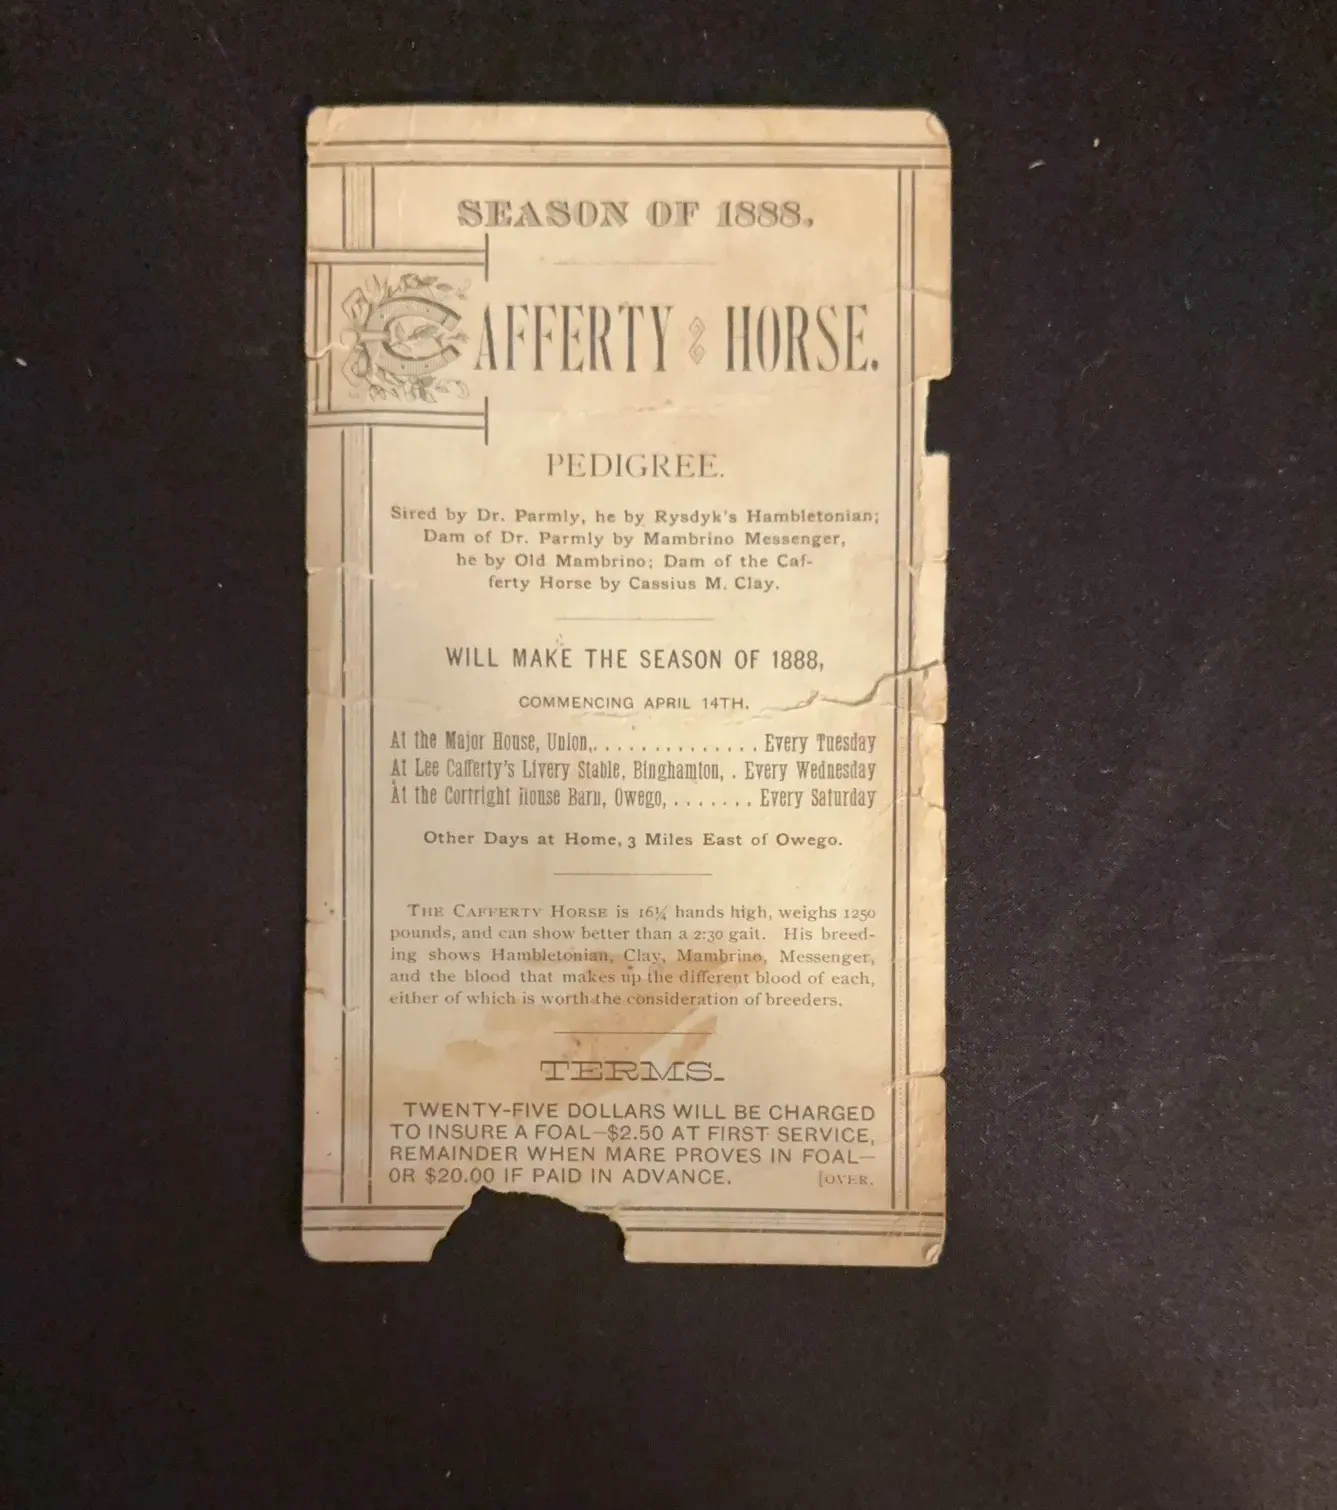 SEASON OF 1888.
CAFFERTY HORSE.
PEDIGREE.
Sired by Dr. Parmly, he by Rysdyk's Hambletonian;
Dam of Dr. Parmly by Mambrino Messenger,
he by Old Mambrino; Dam of the Caf-
ferty Horse by Cassius M. Clay.
WILL MAKE THE SEASON OF 1888,
COMMENCING APRIL 14TH.
At the Major House, Union,. . . . . . . . . . . . . . Every Tuesday
At Lee Cafferty's Livery Stable, Binghamton, . Every Wednesday
At the Cortright House Barn, Owego, . . . . . . . Every Saturday
Other Days at Home, 3 Miles East of Owego.
THE CAFFERTY HORSE is 16¼ hands high, weighs 1250
pounds, and can show better than a 2:30 gait. His breed-
ing shows Hambletonian, Clay, Mambrino, Messenger,
and the blood that makes up the different blood of each,
either of which is worth the consideration of breeders.
TERMS.
TWENTY-FIVE DOLLARS WILL BE CHARGED
TO INSURE A FOAL—$2.50 AT FIRST SERVICE,
REMAINDER WHEN MARE PROVES IN FOAL—
OR $20.00 IF PAID IN ADVANCE. [OVER.